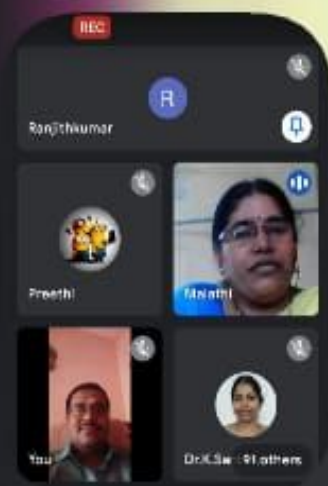 REC
R
Ranjithkumar
Preethi
Malathi
You
Dr.K.Sa
91 others